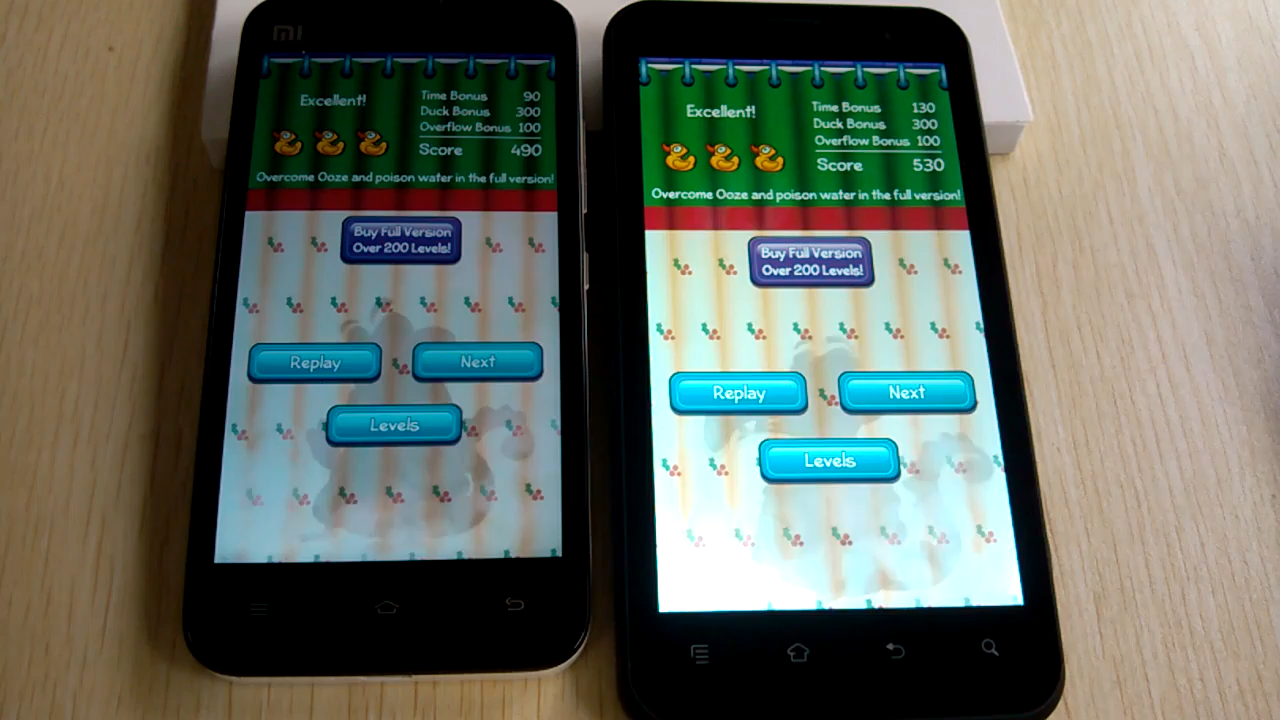 MI
Excellent!
Time Bonus 90
Duck Bonus 300
Overflow Bonus 100
Score 490
Overcome Ooze and poison water in the full version!
Buy Full Version
Over 200 Levels!
Replay
Next
Levels
Excellent!
Time Bonus 130
Duck Bonus 300
Overflow Bonus 100
Score 530
Overcome Ooze and poison water in the full version!
Buy Full Version
Over 200 Levels!
Replay
Next
Levels